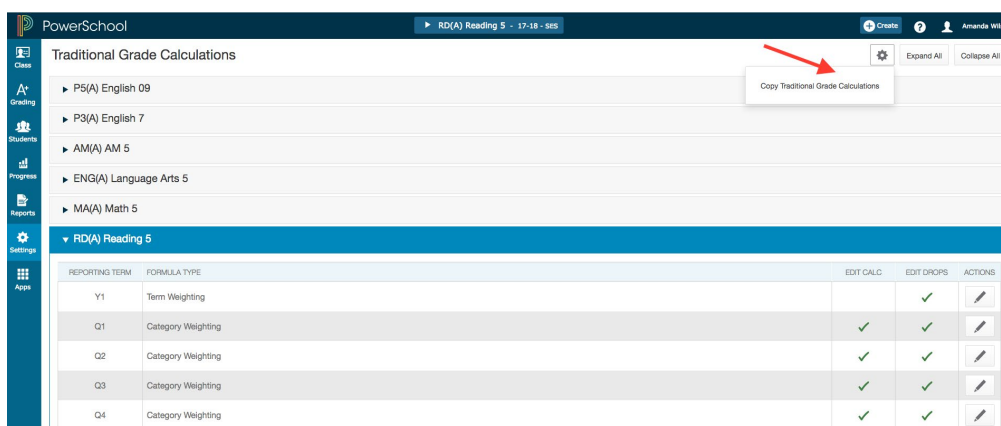 PowerSchool
RD(A) Reading 5 - 17-18 - SES
Create
?
Amanda Wil
Class
Grading
Students
Progress
Reports
Settings
Apps
Traditional Grade Calculations
Expand All
Collapse All
Copy Traditional Grade Calculations
P5(A) English 09
P3(A) English 7
AM(A) AM 5
ENG(A) Language Arts 5
MA(A) Math 5
RD(A) Reading 5
REPORTING TERM FORMULA TYPE EDIT CALC EDIT DROPS ACTIONS
Y1 Term Weighting
Q1 Category Weighting
Q2 Category Weighting
Q3 Category Weighting
Q4 Category Weighting